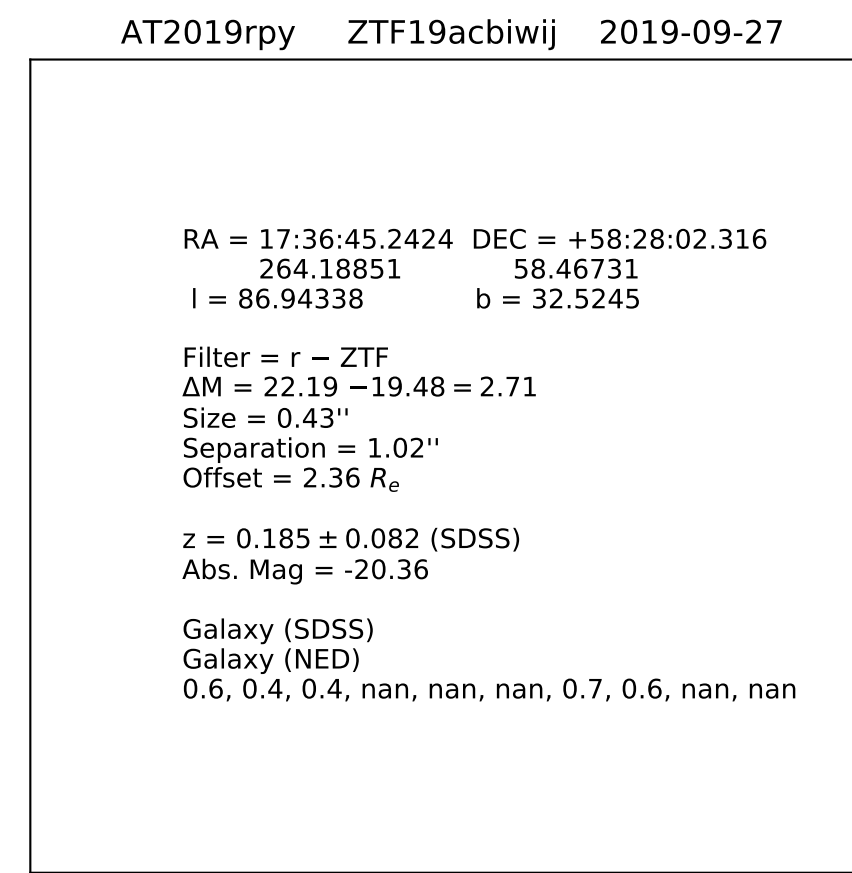 AT2019rpy ZTF19acbiwij 2019-09-27
RA = 17:36:45.2424 DEC = +58:28:02.316
264.18851 58.46731
l = 86.94338 b = 32.5245
Filter = r − ZTF
ΔM = 22.19 −19.48 = 2.71
Size = 0.43''
Separation = 1.02''
Offset = 2.36 Rₑ
z = 0.185 ± 0.082 (SDSS)
Abs. Mag = -20.36
Galaxy (SDSS)
Galaxy (NED)
0.6, 0.4, 0.4, nan, nan, nan, 0.7, 0.6, nan, nan